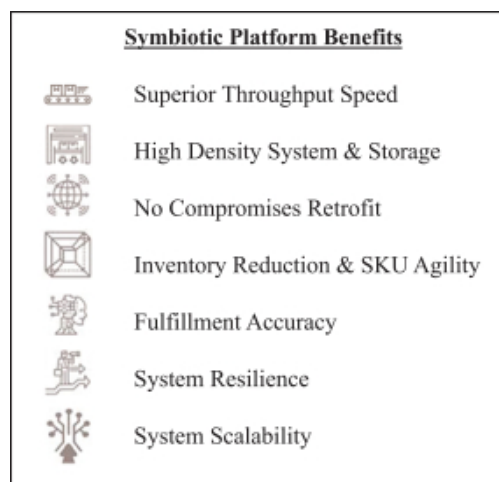 Symbiotic Platform Benefits
Superior Throughput Speed
High Density System & Storage
No Compromises Retrofit
Inventory Reduction & SKU Agility
Fulfillment Accuracy
System Resilience
System Scalability